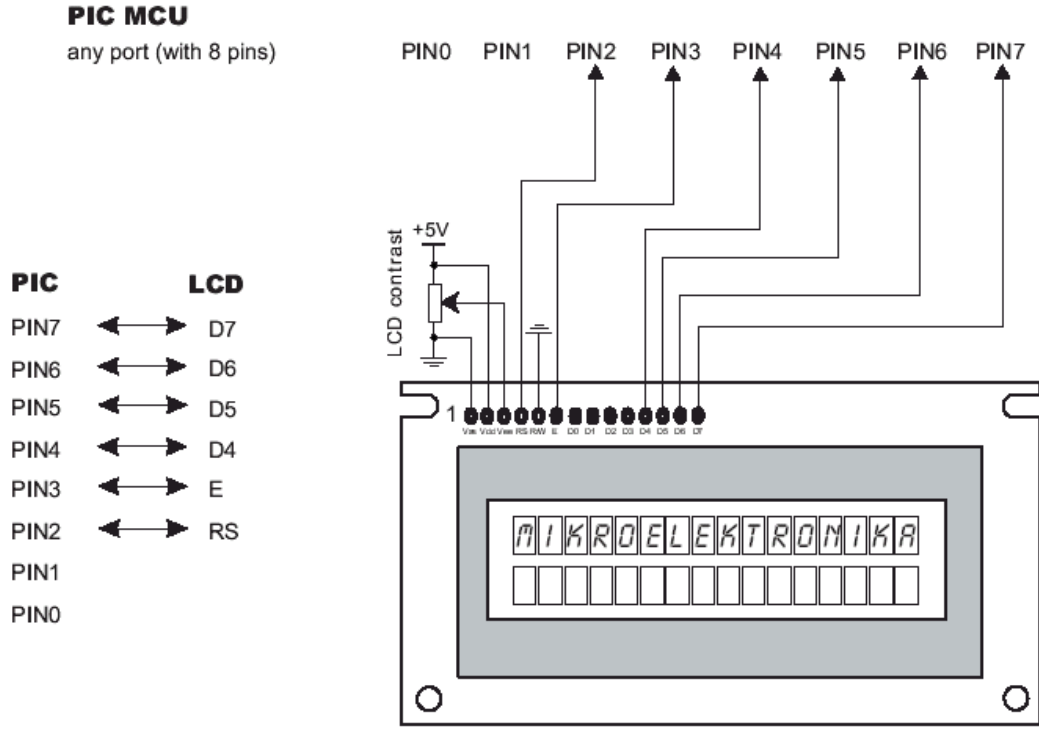 PIC MCU
any port (with 8 pins)
PIN0 PIN1 PIN2 PIN3 PIN4 PIN5 PIN6 PIN7
+5V
LCD contrast
PIC LCD
PIN7 D7
PIN6 D6
PIN5 D5
PIN4 D4
PIN3 E
PIN2 RS
PIN1
PIN0
1
Vss Vdd Vee RS R/W E D0 D1 D2 D3 D4 D5 D6 D7
MIKROELEKTRONIKA